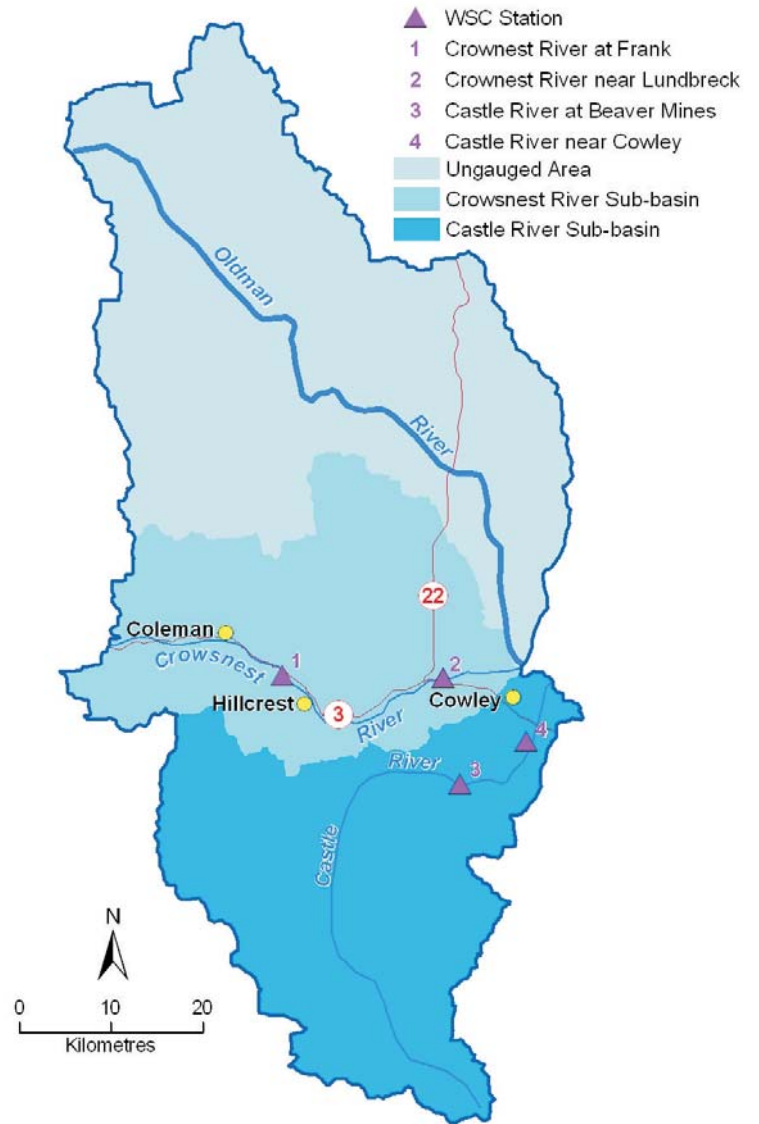 WSC Station
1 Crownest River at Frank
2 Crownest River near Lundbreck
3 Castle River at Beaver Mines
4 Castle River near Cowley
Ungauged Area
Crowsnest River Sub-basin
Castle River Sub-basin
Oldman
River
22
Coleman
Crowsnest
1
2
Hillcrest
3
River
Cowley
4
River
3
Castle
N
0 10 20
Kilometres